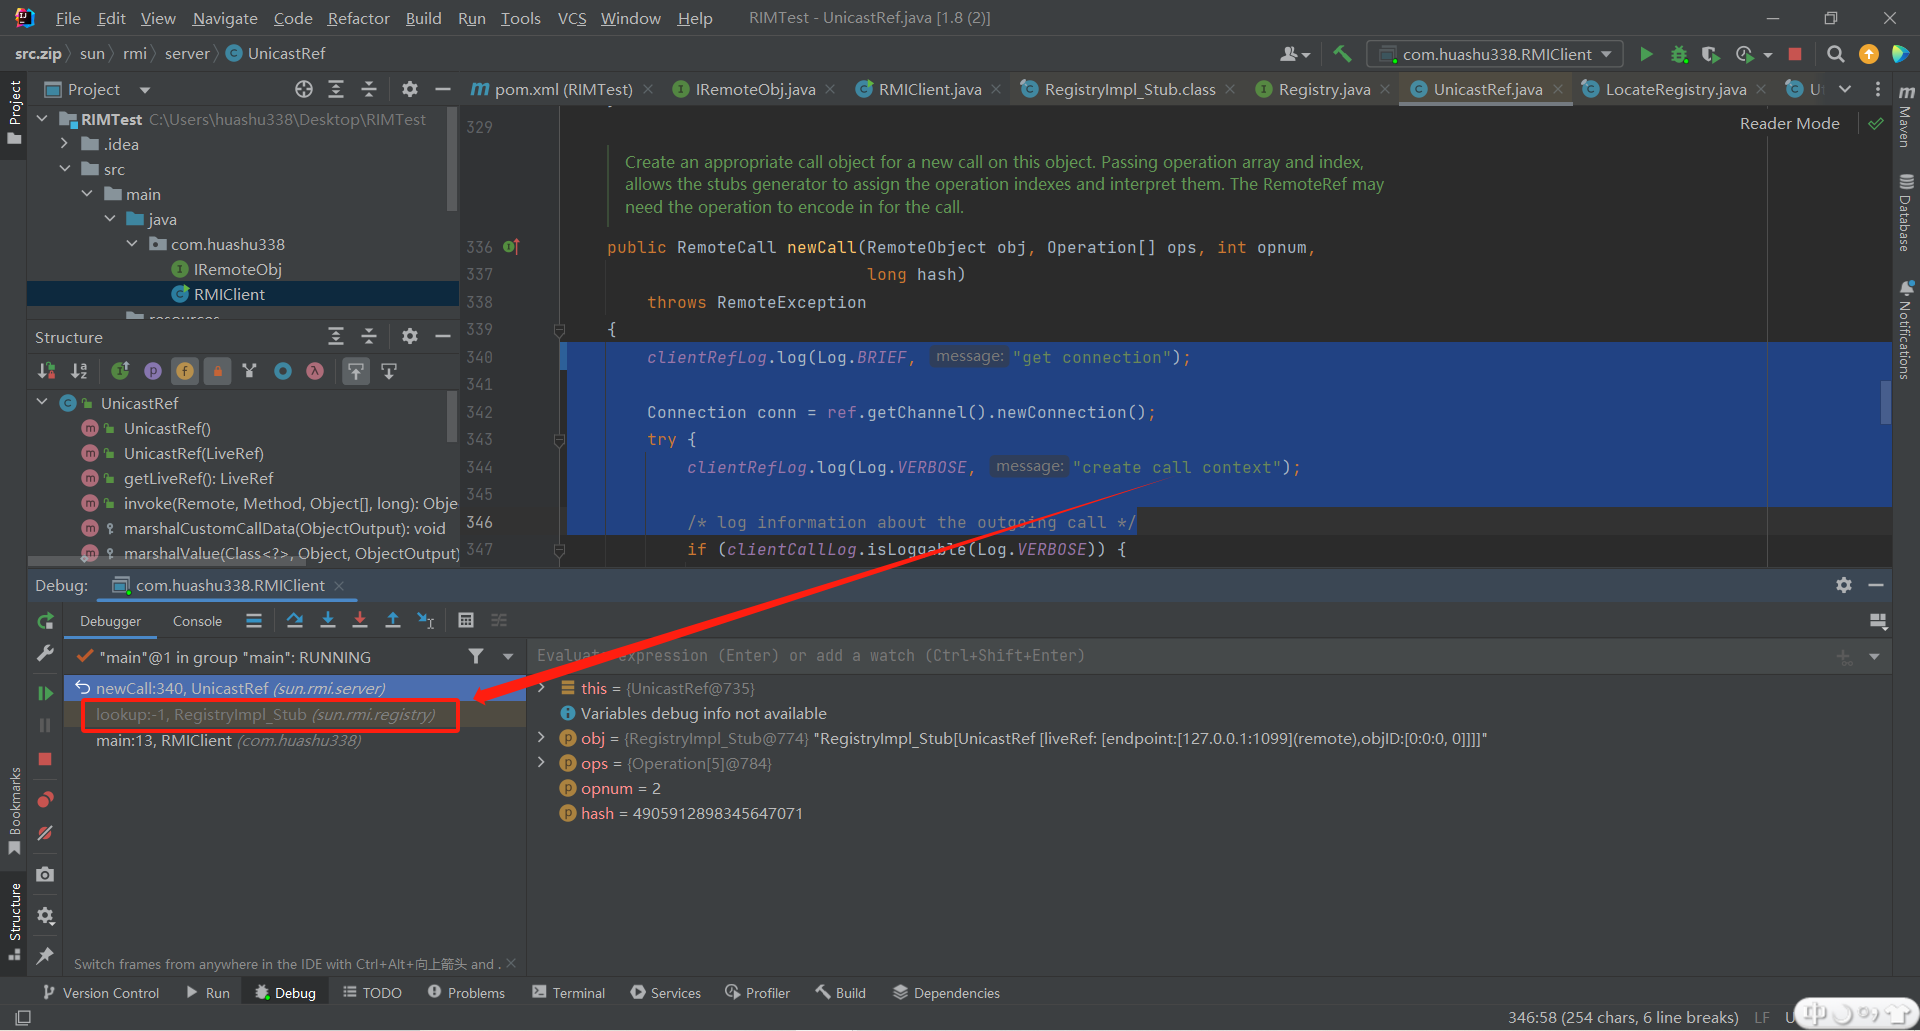 File Edit View Navigate Code Refactor Build Run Tools VCS Window Help RIMTest - UnicastRef.java [1.8 (2)]
src.zip sun rmi server UnicastRef com.huashu338.RMIClient
Project pom.xml (RIMTest) IRemoteObj.java RMIClient.java RegistryImpl_Stub.class Registry.java UnicastRef.java LocateRegistry.java
Project
Reader Mode
RIMTest C:\Users\huashu338\Desktop\RIMTest
.idea
src
main
java
com.huashu338
IRemoteObj
RMIClient
Structure
UnicastRef
UnicastRef()
UnicastRef(LiveRef)
getLiveRef(): LiveRef
invoke(Remote, Method, Object[], long): Obje
marshalCustomCallData(ObjectOutput): void
marshalValue(Class<?>, Object, ObjectOutput)
329
Create an appropriate call object for a new call on this object. Passing operation array and index,
allows the stubs generator to assign the operation indexes and interpret them. The RemoteRef may
need the operation to encode in for the call.
336 public RemoteCall newCall(RemoteObject obj, Operation[] ops, int opnum,
337 long hash)
338 throws RemoteException
339 {
340 clientRefLog.log(Log.BRIEF, message: "get connection");
341
342 Connection conn = ref.getChannel().newConnection();
343 try {
344 clientRefLog.log(Log.VERBOSE, message: "create call context");
345
346 /* log information about the outgoing call */
347 if (clientCallLog.isLoggable(Log.VERBOSE)) {
Maven
Database
Notifications
Debug: com.huashu338.RMIClient
Debugger Console
"main"@1 in group "main": RUNNING
Evaluate expression (Enter) or add a watch (Ctrl+Shift+Enter)
newCall:340, UnicastRef (sun.rmi.server)
lookup:-1, RegistryImpl_Stub (sun.rmi.registry)
main:13, RMIClient (com.huashu338)
this = {UnicastRef@735}
Variables debug info not available
obj = {RegistryImpl_Stub@774} "RegistryImpl_Stub[UnicastRef [liveRef: [endpoint:[127.0.0.1:1099](remote),objID:[0:0:0, 0]]]]"
ops = {Operation[5]@784}
opnum = 2
hash = 4905912898345647071
Bookmarks
Structure
Switch frames from anywhere in the IDE with Ctrl+Alt+向上箭头 and .
Version Control Run Debug TODO Problems Terminal Services Profiler Build Dependencies
346:58 (254 chars, 6 line breaks) LF
中